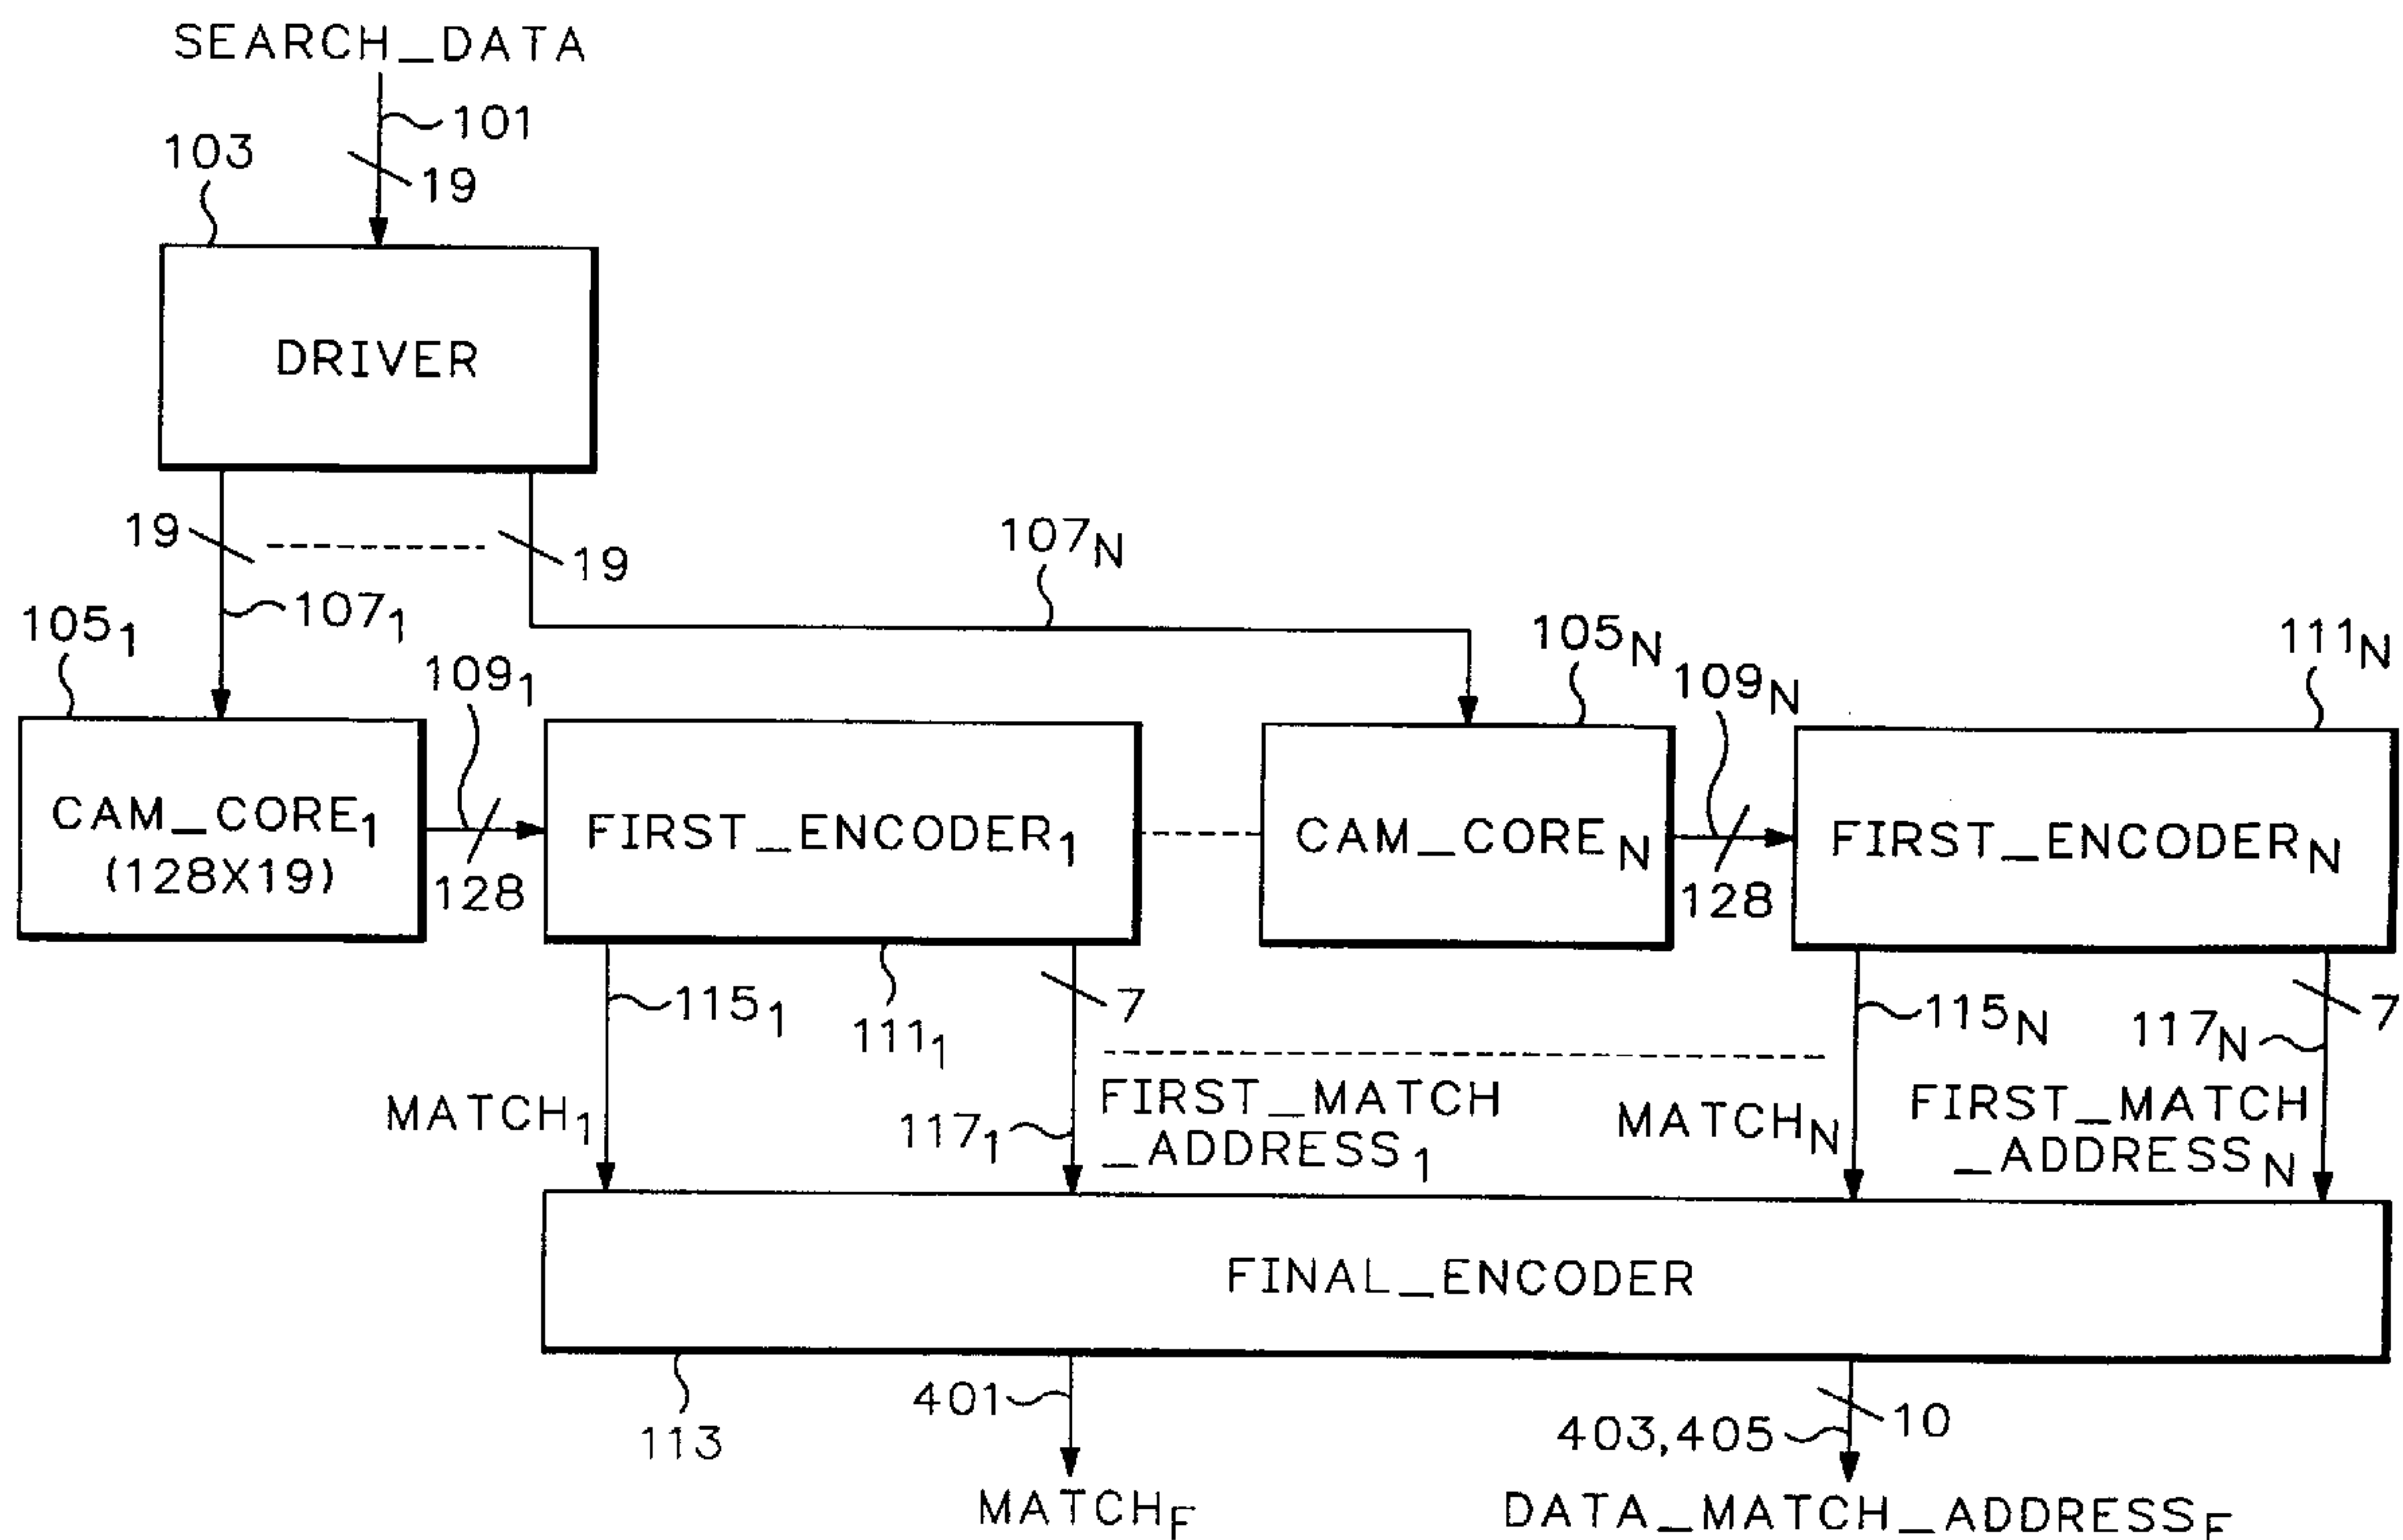 SEARCH_DATA
101
19
103
DRIVER
19
19
107₁
107N
105₁
109₁
105N
109N
111N
CAM_CORE₁
(128X19)
128
FIRST_ENCODER₁
CAM_COREN
128
FIRST_ENCODERN
115₁
111₁
7
115N
117N
7
MATCH₁
117₁
FIRST_MATCH
_ADDRESS₁
MATCHN
FIRST_MATCH
_ADDRESSN
FINAL_ENCODER
113
401
403,405
10
MATCHF
DATA_MATCH_ADDRESSF